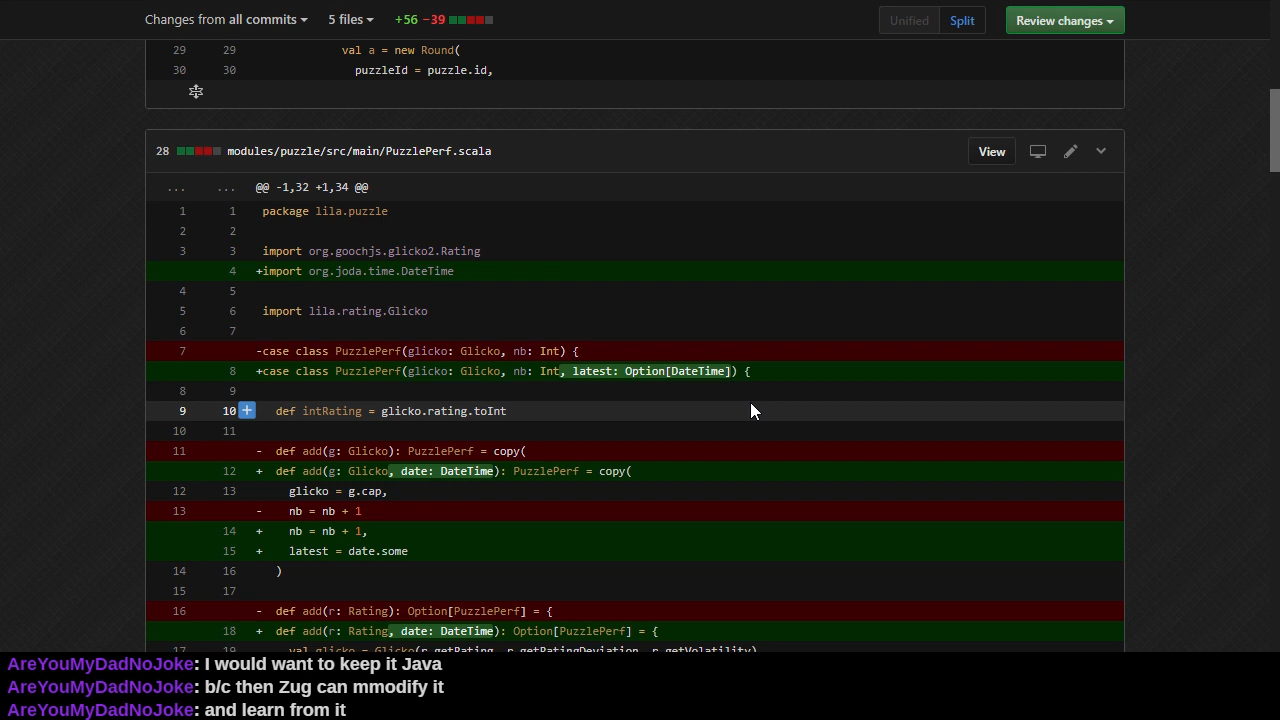 Changes from all commits 5 files +56 −39 Unified Split Review changes
29 29 val a = new Round(
30 30 puzzleId = puzzle.id,
28 modules/puzzle/src/main/PuzzlePerf.scala View
... ... @@ -1,32 +1,34 @@
1 1 package lila.puzzle
2 2
3 3 import org.goochjs.glicko2.Rating
4 +import org.joda.time.DateTime
4 5
5 6 import lila.rating.Glicko
6 7
7 -case class PuzzlePerf(glicko: Glicko, nb: Int) {
8 +case class PuzzlePerf(glicko: Glicko, nb: Int, latest: Option[DateTime]) {
8 9
9 10 + def intRating = glicko.rating.toInt
10 11
11 - def add(g: Glicko): PuzzlePerf = copy(
12 + def add(g: Glicko, date: DateTime): PuzzlePerf = copy(
12 13 glicko = g.cap,
13 - nb = nb + 1
14 + nb = nb + 1,
15 + latest = date.some
14 16 )
15 17
16 - def add(r: Rating): Option[PuzzlePerf] = {
18 + def add(r: Rating, date: DateTime): Option[PuzzlePerf] = {
17 19 val glicko = Glicko(r.getRating, r.getRatingDeviation, r.getVolatility)
AreYouMyDadNoJoke: I would want to keep it Java
AreYouMyDadNoJoke: b/c then Zug can mmodify it
AreYouMyDadNoJoke: and learn from it